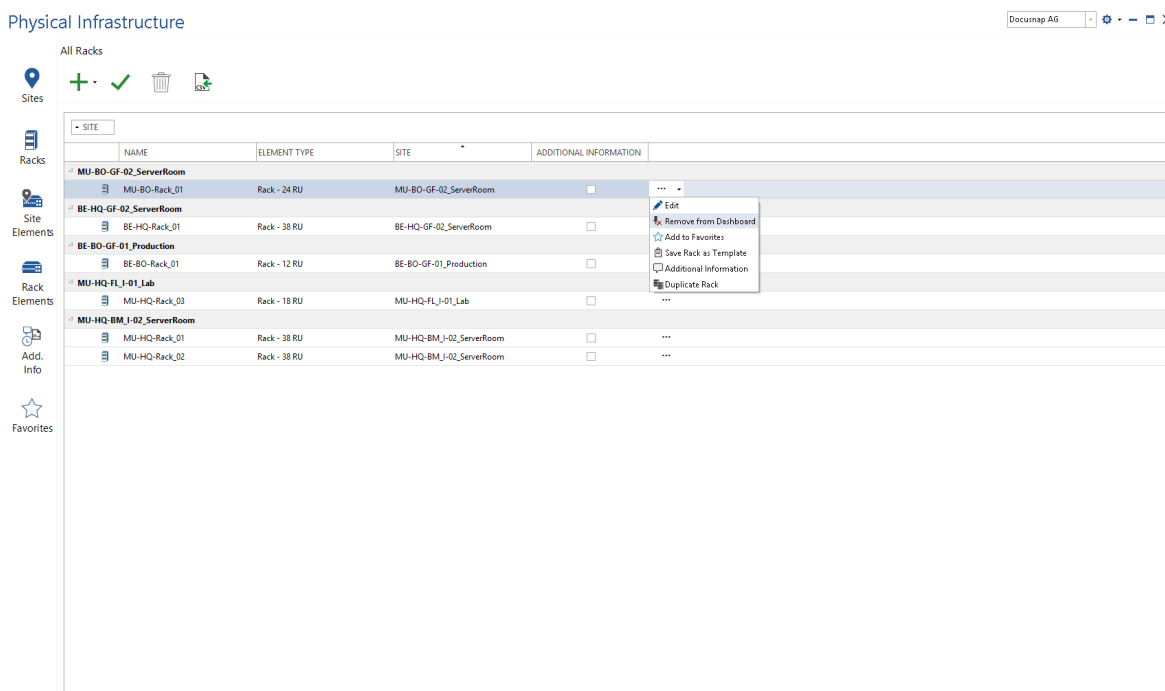 Physical Infrastructure
Docusnap AG
All Racks
Sites
Racks
Site
Elements
Rack
Elements
Add.
Info
Favorites
CSV
SITE
NAME ELEMENT TYPE SITE ADDITIONAL INFORMATION
MU-BO-GF-02_ServerRoom
MU-BO-Rack_01 Rack - 24 RU MU-BO-GF-02_ServerRoom ...
BE-HQ-GF-02_ServerRoom
BE-HQ-Rack_01 Rack - 38 RU BE-HQ-GF-02_ServerRoom
BE-BO-GF-01_Production
BE-BO-Rack_01 Rack - 12 RU BE-BO-GF-01_Production
MU-HQ-FL_I-01_Lab
MU-HQ-Rack_03 Rack - 18 RU MU-HQ-FL_I-01_Lab ...
MU-HQ-BM_I-02_ServerRoom
MU-HQ-Rack_01 Rack - 38 RU MU-HQ-BM_I-02_ServerRoom ...
MU-HQ-Rack_02 Rack - 38 RU MU-HQ-BM_I-02_ServerRoom ...
Edit
Remove from Dashboard
Add to Favorites
Save Rack as Template
Additional Information
Duplicate Rack